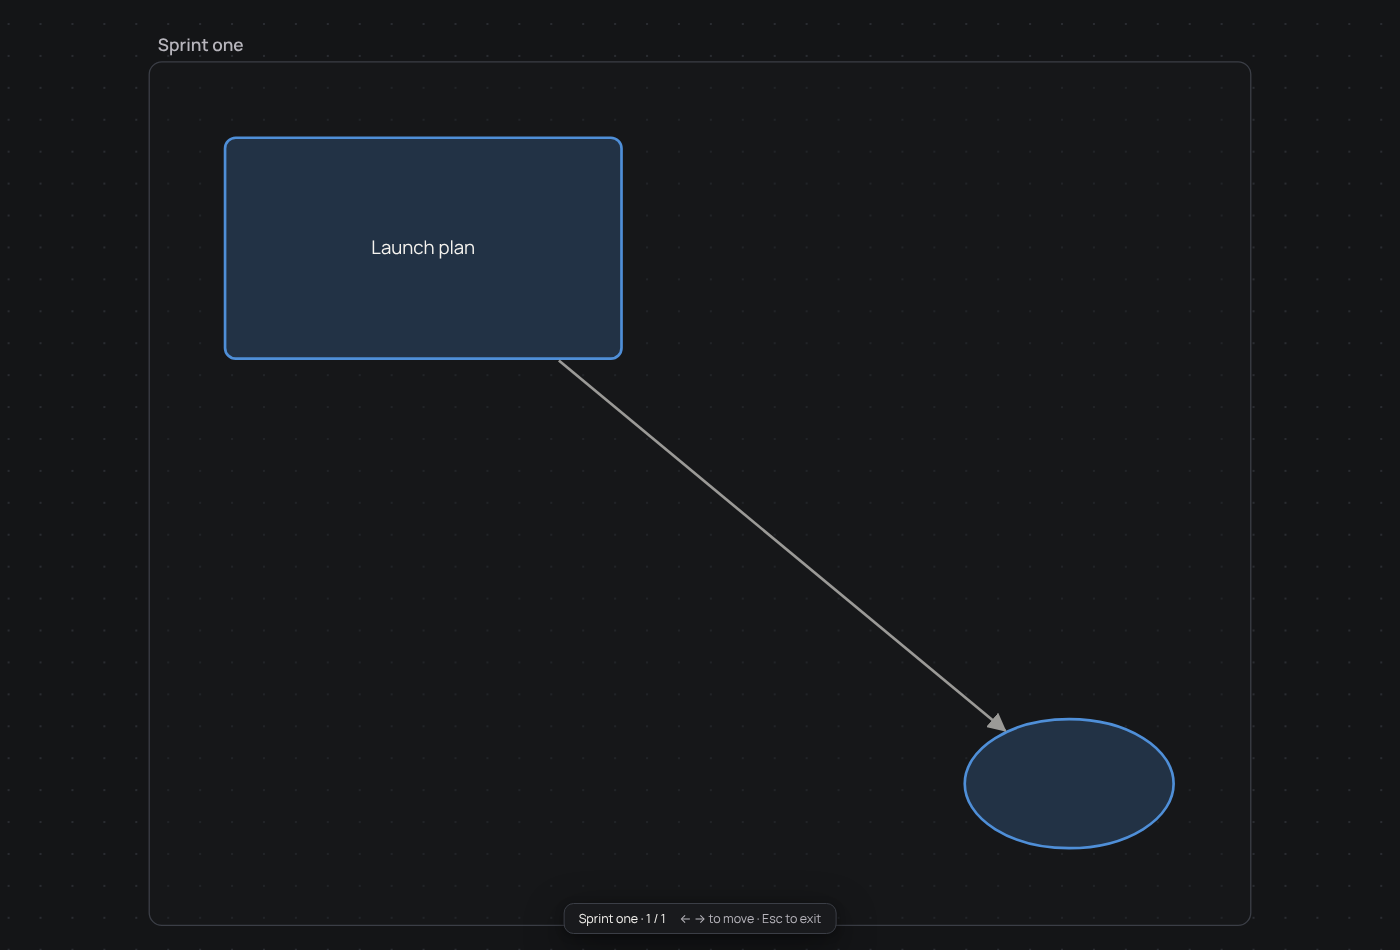 Sprint one
Launch plan
Sprint one · 1 / 1 ← → to move · Esc to exit